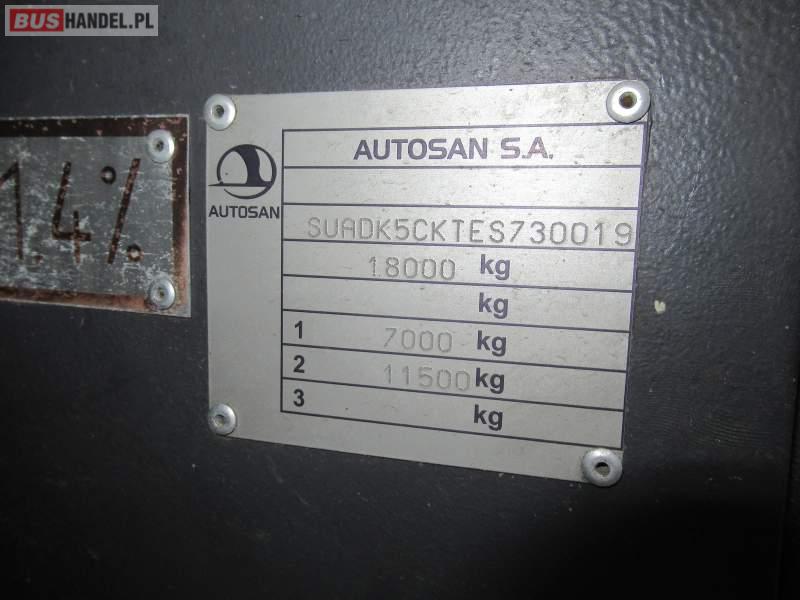 BUSHANDEL.PL
1.4%
AUTOSAN
AUTOSAN S.A.
SUADK5CKTES730019
18000 kg
kg
1 7000 kg
2 11500 kg
3 kg